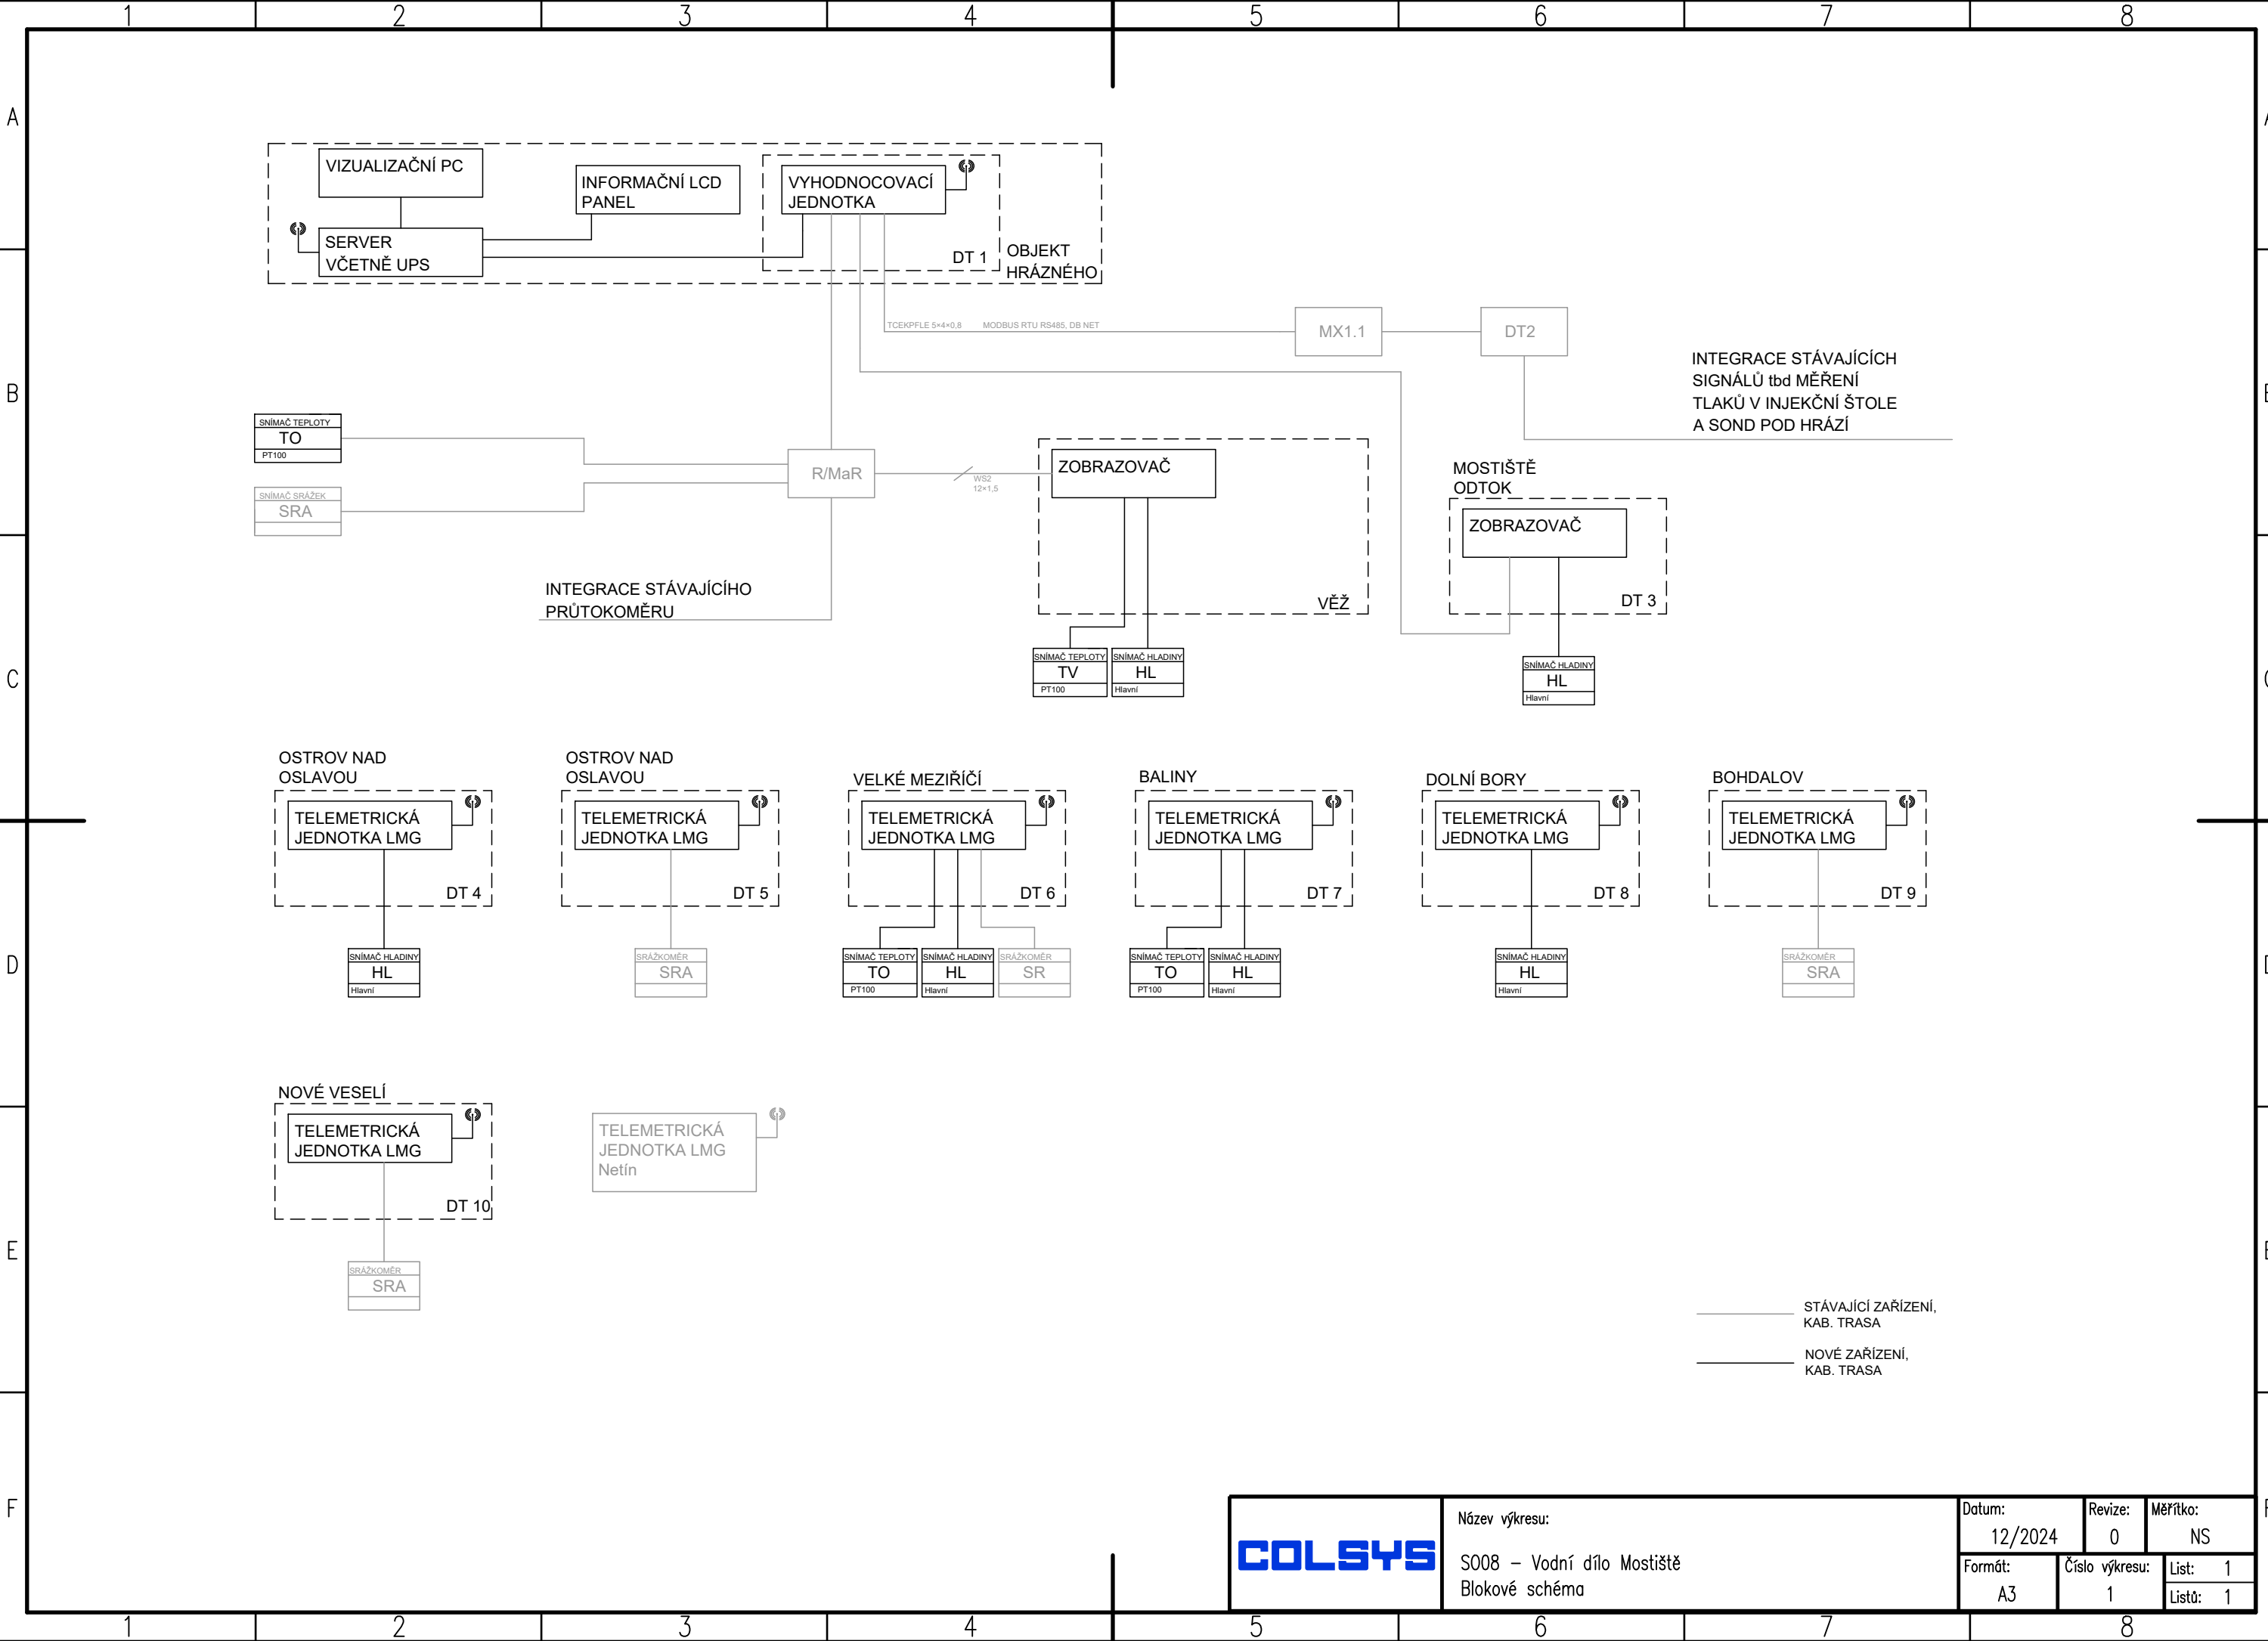 1 2 3 4 5 6 7 8
A
VIZUALIZAČNÍ PC
SERVER
VČETNĚ UPS
INFORMAČNÍ LCD
PANEL
VYHODNOCOVACÍ
JEDNOTKA
DT 1
OBJEKT
HRÁZNÉHO
TCEKPFLE 5×4×0,8 MODBUS RTU RS485, DB NET
MX1.1
DT2
INTEGRACE STÁVAJÍCÍCH
SIGNÁLŮ tbd MĚŘENÍ
TLAKŮ V INJEKČNÍ ŠTOLE
A SOND POD HRÁZÍ
B
SNÍMAČ TEPLOTY
TO
PT100
SNÍMAČ SRÁŽEK
SRA
R/MaR
WS2
12×1,5
ZOBRAZOVAČ
VĚŽ
MOSTIŠTĚ
ODTOK
ZOBRAZOVAČ
DT 3
INTEGRACE STÁVAJÍCÍHO
PRŮTOKOMĚRU
C
SNÍMAČ TEPLOTY
TV
PT100
SNÍMAČ HLADINY
HL
Hlavní
SNÍMAČ HLADINY
HL
Hlavní
OSTROV NAD
OSLAVOU
TELEMETRICKÁ
JEDNOTKA LMG
DT 4
SNÍMAČ HLADINY
HL
Hlavní
OSTROV NAD
OSLAVOU
TELEMETRICKÁ
JEDNOTKA LMG
DT 5
SRÁŽKOMĚR
SRA
VELKÉ MEZIŘÍČÍ
TELEMETRICKÁ
JEDNOTKA LMG
DT 6
SNÍMAČ TEPLOTY
TO
PT100
SNÍMAČ HLADINY
HL
Hlavní
SRÁŽKOMĚR
SR
BALINY
TELEMETRICKÁ
JEDNOTKA LMG
DT 7
SNÍMAČ TEPLOTY
TO
PT100
SNÍMAČ HLADINY
HL
Hlavní
DOLNÍ BORY
TELEMETRICKÁ
JEDNOTKA LMG
DT 8
SNÍMAČ HLADINY
HL
Hlavní
BOHDALOV
TELEMETRICKÁ
JEDNOTKA LMG
DT 9
SRÁŽKOMĚR
SRA
D
NOVÉ VESELÍ
TELEMETRICKÁ
JEDNOTKA LMG
DT 10
SRÁŽKOMĚR
SRA
TELEMETRICKÁ
JEDNOTKA LMG
Netín
E
STÁVAJÍCÍ ZAŘÍZENÍ,
KAB. TRASA
NOVÉ ZAŘÍZENÍ,
KAB. TRASA
F
COLSYS
Název výkresu:
SO08 – Vodní dílo Mostiště
Blokové schéma
Datum:
12/2024
Revize:
0
Měřítko:
NS
Formát:
A3
Číslo výkresu:
1
List: 1
Listů: 1
1 2 3 4 5 6 7 8